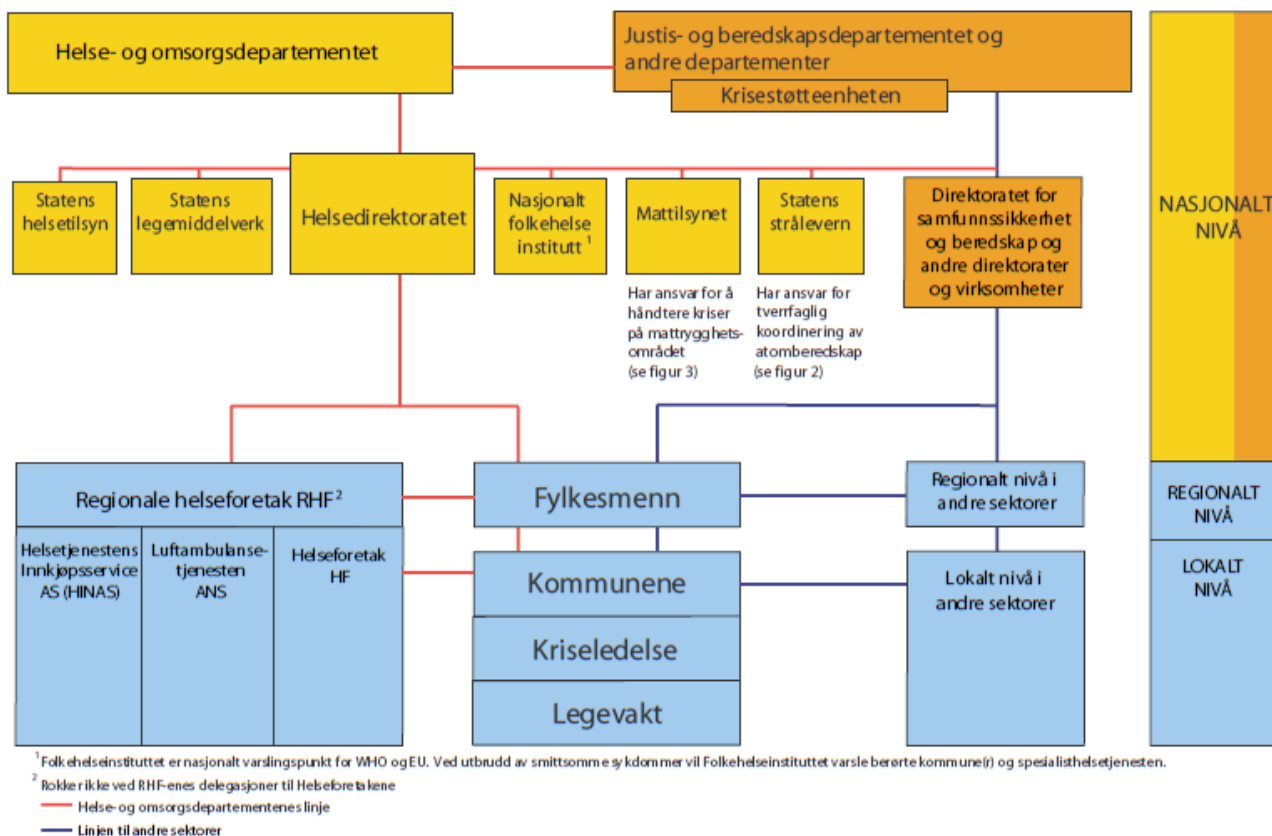 Helse- og omsorgsdepartementet
Justis- og beredskapsdepartementet og
andre departementer
Krisestøtteenheten
Statens
helsetilsyn
Statens
legemiddelverk
Helsedirektoratet
Nasjonalt
folkehelse
institutt 1
Mattilsynet
Statens
strålevern
Direktoratet for
samfunnssikkerhet
og beredskap og
andre direktorater
og virksomheter
NASJONALT
NIVÅ
Har ansvar for å
håndtere kriser
på mattrygghets-
området
(se figur 3)
Har ansvar for
tverrfaglig
koordinering av
atomberedskap
(se figur 2)
Regionale helseforetak RHF 2
Fylkesmenn
Regionalt nivå i
andre sektorer
REGIONALT
NIVÅ
Helsetjenestens
Innkjøpsservice
AS (HINAS)
Luftambulanse-
tjenesten
ANS
Helseforetak
HF
Kommunene
Kriseledelse
Legevakt
Lokalt nivå i
andre sektorer
LOKALT
NIVÅ
1 Folkehelseinstituttet er nasjonalt varslingspunkt for WHO og EU. Ved utbrudd av smittsomme sykdommer vil Folkehelseinstituttet varsle berørte kommune(r) og spesialisthelsetjenesten.
2 Rokker ikke ved RHF-enes delegasjoner til Helseforetakene
Helse- og omsorgsdepartementenes linje
Linjen til andre sektorer